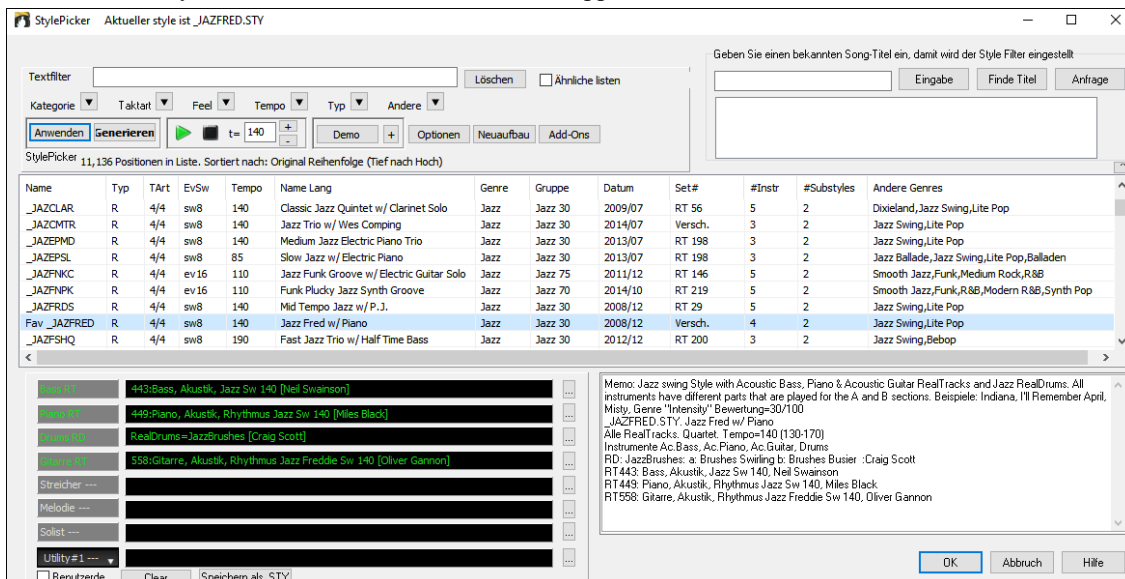 StylePicker Aktueller style ist _JAZFRED.STY
Geben Sie einen bekannten Song-Titel ein, damit wird der Style Filter eingestellt
Textfilter Löschen Ähnliche listen
Eingabe Finde Titel Anfrage
Kategorie Taktart Feel Tempo Typ Andere
Anwenden Generieren t= 140 + - Demo + Optionen Neuaufbau Add-Ons
StylePicker 11,136 Positionen in Liste. Sortiert nach: Original Reihenfolge (Tief nach Hoch)
Name Typ TArt EvSw Tempo Name Lang Genre Gruppe Datum Set# #Instr #Substyles Andere Genres
_JAZCLAR R 4/4 sw8 140 Classic Jazz Quintet w/ Clarinet Solo Jazz Jazz 30 2009/07 RT 56 5 2 Dixieland,Jazz Swing,Lite Pop
_JAZCMTR R 4/4 sw8 140 Jazz Trio w/ Wes Comping Jazz Jazz 30 2014/07 Versch. 3 2 Jazz Swing,Lite Pop
_JAZEPMD R 4/4 sw8 140 Medium Jazz Electric Piano Trio Jazz Jazz 30 2013/07 RT 198 3 2 Jazz Swing,Lite Pop
_JAZEPSL R 4/4 sw8 85 Slow Jazz w/ Electric Piano Jazz Jazz 30 2013/07 RT 198 3 2 Jazz Ballade,Jazz Swing,Lite Pop,Balladen
_JAZFNKC R 4/4 ev16 110 Jazz Funk Groove w/ Electric Guitar Solo Jazz Jazz 75 2011/12 RT 146 5 2 Smooth Jazz,Funk,Medium Rock,R&B
_JAZFNPK R 4/4 ev16 110 Funk Plucky Jazz Synth Groove Jazz Jazz 70 2014/10 RT 219 5 2 Smooth Jazz,Funk,R&B,Modern R&B,Synth Pop
_JAZFRDS R 4/4 sw8 140 Mid Tempo Jazz w/ P.J. Jazz Jazz 30 2008/12 RT 29 5 2 Jazz Swing,Lite Pop
Fav _JAZFRED R 4/4 sw8 140 Jazz Fred w/ Piano Jazz Jazz 30 2008/12 Versch. 4 2 Jazz Swing,Lite Pop
_JAZFSHQ R 4/4 sw8 190 Fast Jazz Trio w/ Half Time Bass Jazz Jazz 30 2012/12 RT 200 3 2 Jazz Swing,Bebop
Bass RT 443:Bass, Akustik, Jazz Sw 140 [Neil Swainson] ...
Piano RT 449:Piano, Akustik, Rhythmus Jazz Sw 140 [Miles Black] ...
Drums RD RealDrums=JazzBrushes [Craig Scott] ...
Gitarre RT 558:Gitarre, Akustik, Rhythmus Jazz Freddie Sw 140 [Oliver Gannon] ...
Streicher --- ...
Melodie --- ...
Solist --- ...
Utility#1 --- ...
Clear Speichern als .STY
Memo: Jazz swing Style with Acoustic Bass, Piano & Acoustic Guitar RealTracks and Jazz RealDrums. All
instruments have different parts that are played for the A and B sections. Beispiele: Indiana, I'll Remember April,
Misty, Genre "Intensity" Bewertung=30/100
_JAZFRED.STY. Jazz Fred w/ Piano
Alle RealTracks. Quartet. Tempo=140 (130-170)
Instrumente Ac.Bass, Ac.Piano, Ac.Guitar, Drums
RD: JazzBrushes: a: Brushes Swirling b: Brushes Busier :Craig Scott
RT443: Bass, Akustik, Jazz Sw 140, Neil Swainson
RT449: Piano, Akustik, Rhythmus Jazz Sw 140, Miles Black
RT558: Gitarre, Akustik, Rhythmus Jazz Freddie Sw 140, Oliver Gannon
OK Abbruch Hilfe